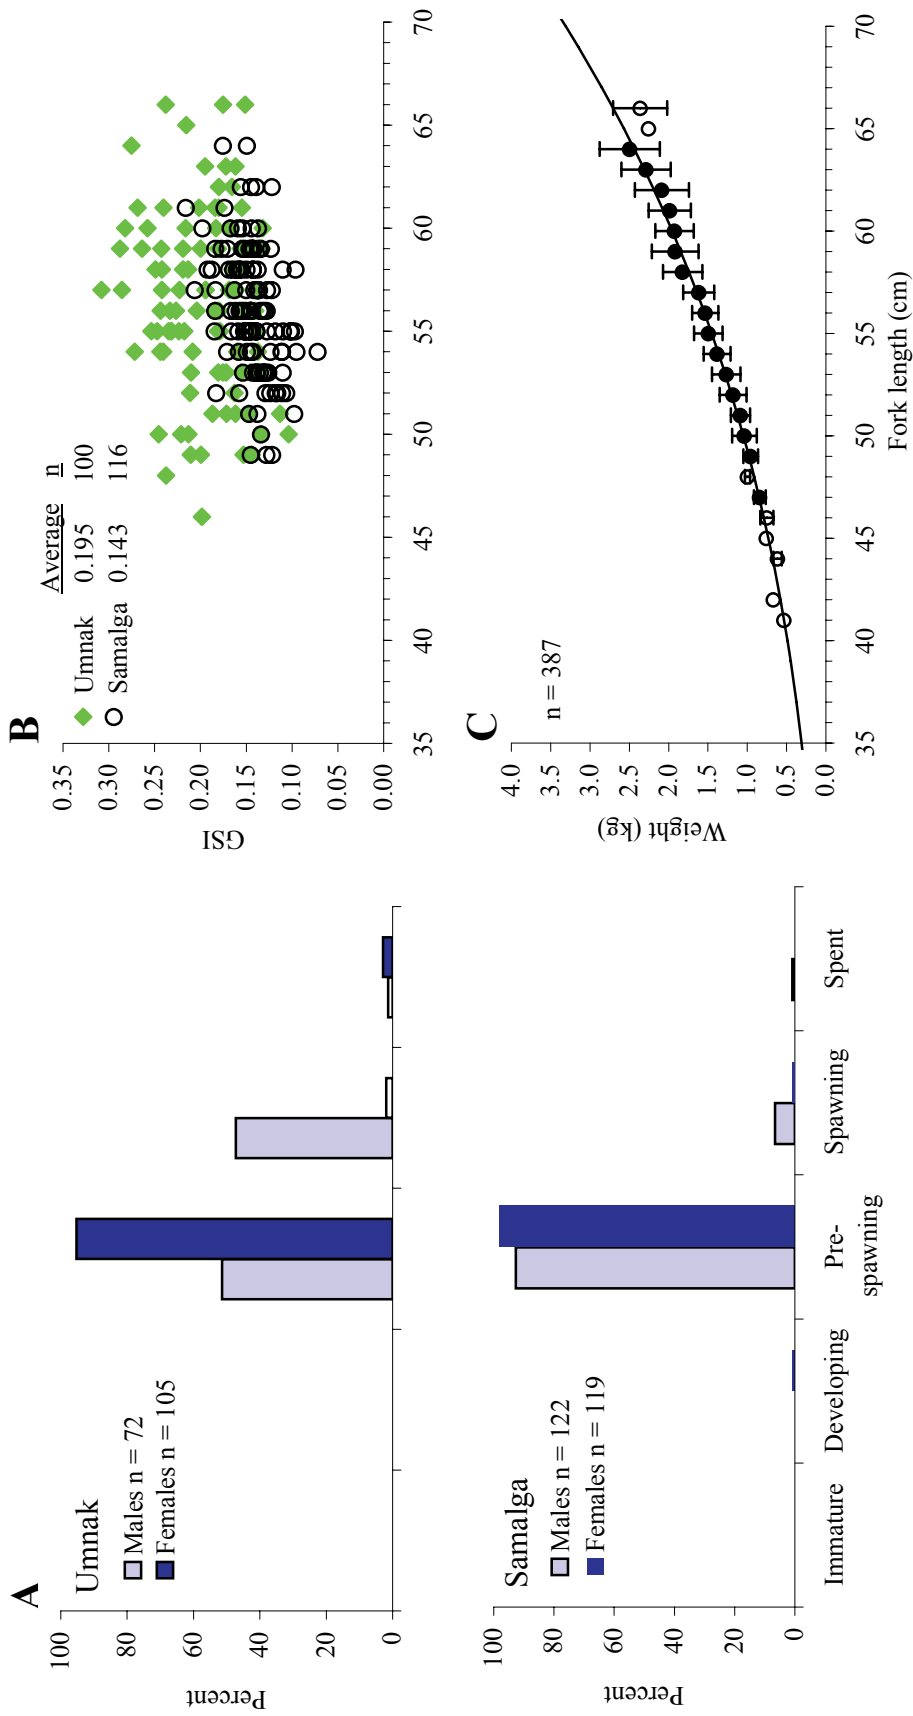 A
Umnak
Males n = 72
Females n = 105
100
80
60
40
20
0
Percent
Samalga
Males n = 122
Females n = 119
100
80
60
40
20
0
Percent
Immature
Developing
Pre-
spawning
Spawning
Spent
B
Average n
Umnak 0.195 100
Samalga 0.143 116
0.35
0.30
0.25
0.20
0.15
0.10
0.05
0.00
GSI
35 40 45 50 55 60 65 70
C
n = 387
4.0
3.5
3.0
2.5
2.0
1.5
1.0
0.5
0.0
Weight (kg)
35 40 45 50 55 60 65 70
Fork length (cm)